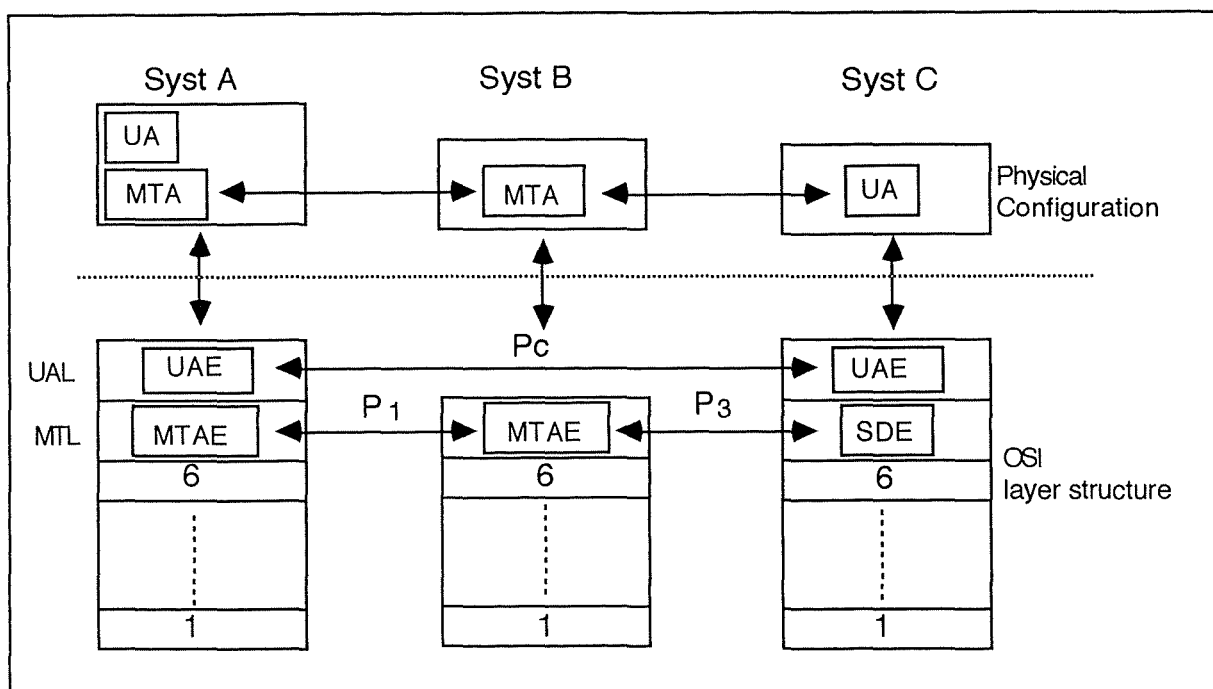 Syst A
Syst B
Syst C
UA
MTA
MTA
UA
Physical
Configuration
Pc
UAL
UAE
UAE
P1
P3
MTL
MTAE
MTAE
SDE
OSI
layer structure
6
6
6
1
1
1